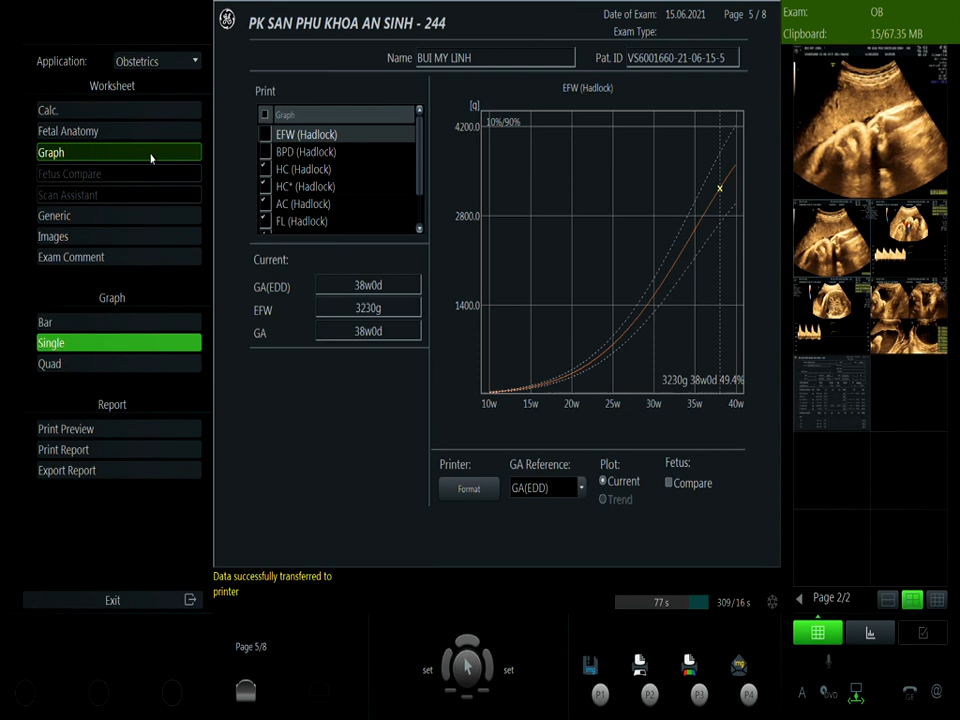 Application: Obstetrics
Worksheet
Calc.
Fetal Anatomy
Graph
Fetus Compare
Scan Assistant
Generic
Images
Exam Comment
Graph
Bar
Single
Quad
Report
Print Preview
Print Report
Export Report
Exit
PK SAN PHU KHOA AN SINH - 244
Date of Exam: 15.06.2021 Page 5 / 8
Exam Type:
Name BUI MY LINH Pat. ID VS6001660-21-06-15-5
Print
Graph
EFW (Hadlock)
BPD (Hadlock)
HC (Hadlock)
HC* (Hadlock)
AC (Hadlock)
FL (Hadlock)
Current:
GA(EDD) 38w0d
EFW 3230g
GA 38w0d
EFW (Hadlock)
[g]
10%/90%
4200.0
2800.0
1400.0
3230g 38w0d 49.4%
10w 15w 20w 25w 30w 35w 40w
Printer: GA Reference: Plot: Fetus:
Format GA(EDD) Current Compare
Trend
Data successfully transferred to
printer
77 s 309/16 s
Page 5/8
set set
P1 P2 P3 P4
Img
Exam: OB
Clipboard: 15/67.35 MB
Page 2/2
A DVD @